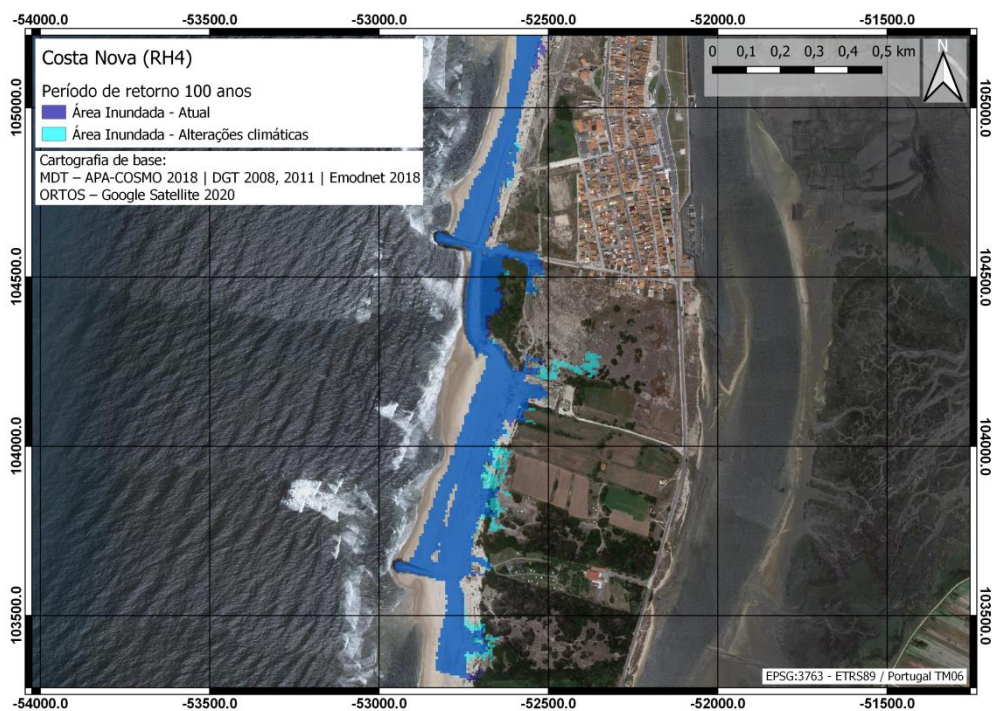 -54000.0 -53500.0 -53000.0 -52500.0 -52000.0 -51500.0
Costa Nova (RH4)
Período de retorno 100 anos
Área Inundada - Atual
Área Inundada - Alterações climáticas
Cartografia de base:
MDT – APA-COSMO 2018 | DGT 2008, 2011 | Emodnet 2018
ORTOS – Google Satellite 2020
0 0,1 0,2 0,3 0,4 0,5 km
N
105000.0 105000.0
104500.0 104500.0
104000.0 104000.0
103500.0 103500.0
EPSG:3763 - ETRS89 / Portugal TM06
-54000.0 -53500.0 -53000.0 -52500.0 -52000.0 -51500.0